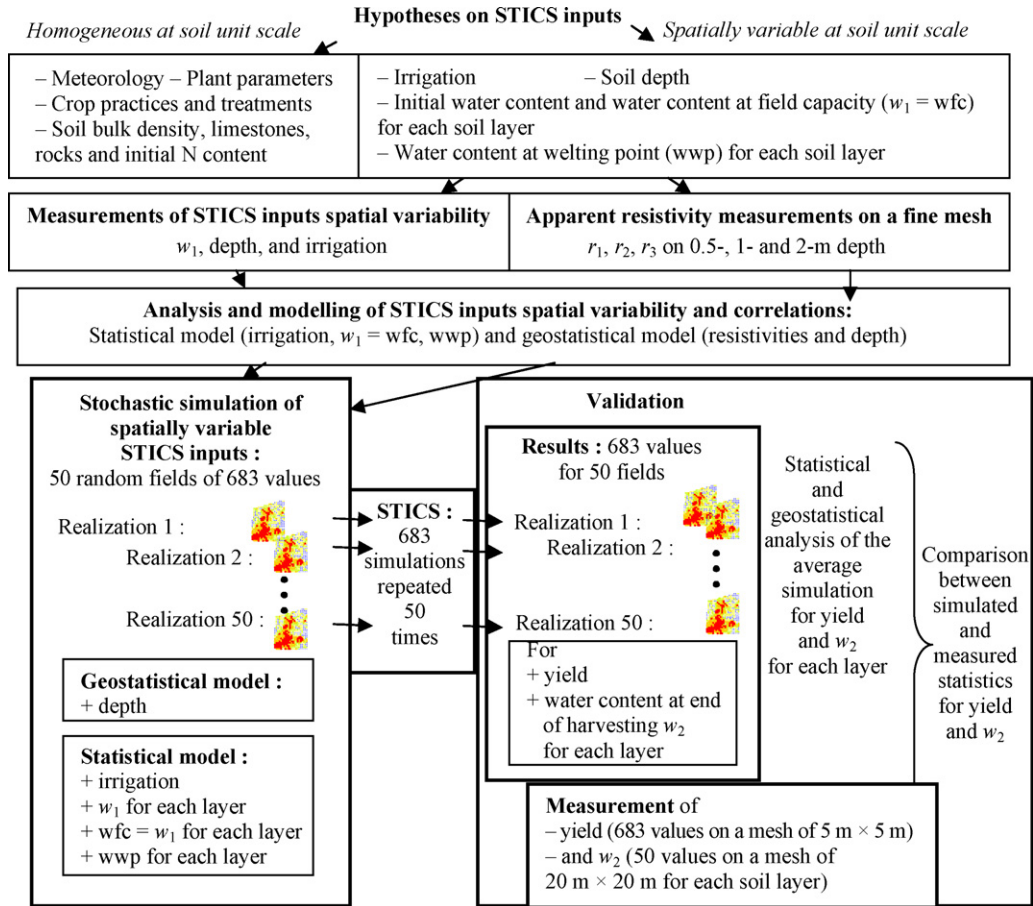 Hypotheses on STICS inputs
Homogeneous at soil unit scale
Spatially variable at soil unit scale
– Meteorology – Plant parameters
– Crop practices and treatments
– Soil bulk density, limestones,
rocks and initial N content
– Irrigation – Soil depth
– Initial water content and water content at field capacity (w1 = wfc)
for each soil layer
– Water content at welting point (wwp) for each soil layer
Measurements of STICS inputs spatial variability
w1, depth, and irrigation
Apparent resistivity measurements on a fine mesh
r1, r2, r3 on 0.5-, 1- and 2-m depth
Analysis and modelling of STICS inputs spatial variability and correlations:
Statistical model (irrigation, w1 = wfc, wwp) and geostatistical model (resistivities and depth)
Stochastic simulation of
spatially variable
STICS inputs :
50 random fields of 683 values
Realization 1 :
Realization 2 :
Realization 50 :
Geostatistical model :
+ depth
Statistical model :
+ irrigation
+ w1 for each layer
+ wfc = w1 for each layer
+ wwp for each layer
STICS :
683
simulations
repeated
50
times
Validation
Results : 683 values
for 50 fields
Realization 1 :
Realization 2 :
Realization 50 :
For
+ yield
+ water content at end
of harvesting w2
for each layer
Statistical
and
geostatistical
analysis of the
average
simulation
for yield
and w2
for each layer
Comparison
between
simulated
and
measured
statistics
for yield
and w2
Measurement of
– yield (683 values on a mesh of 5 m × 5 m)
– and w2 (50 values on a mesh of
20 m × 20 m for each soil layer)